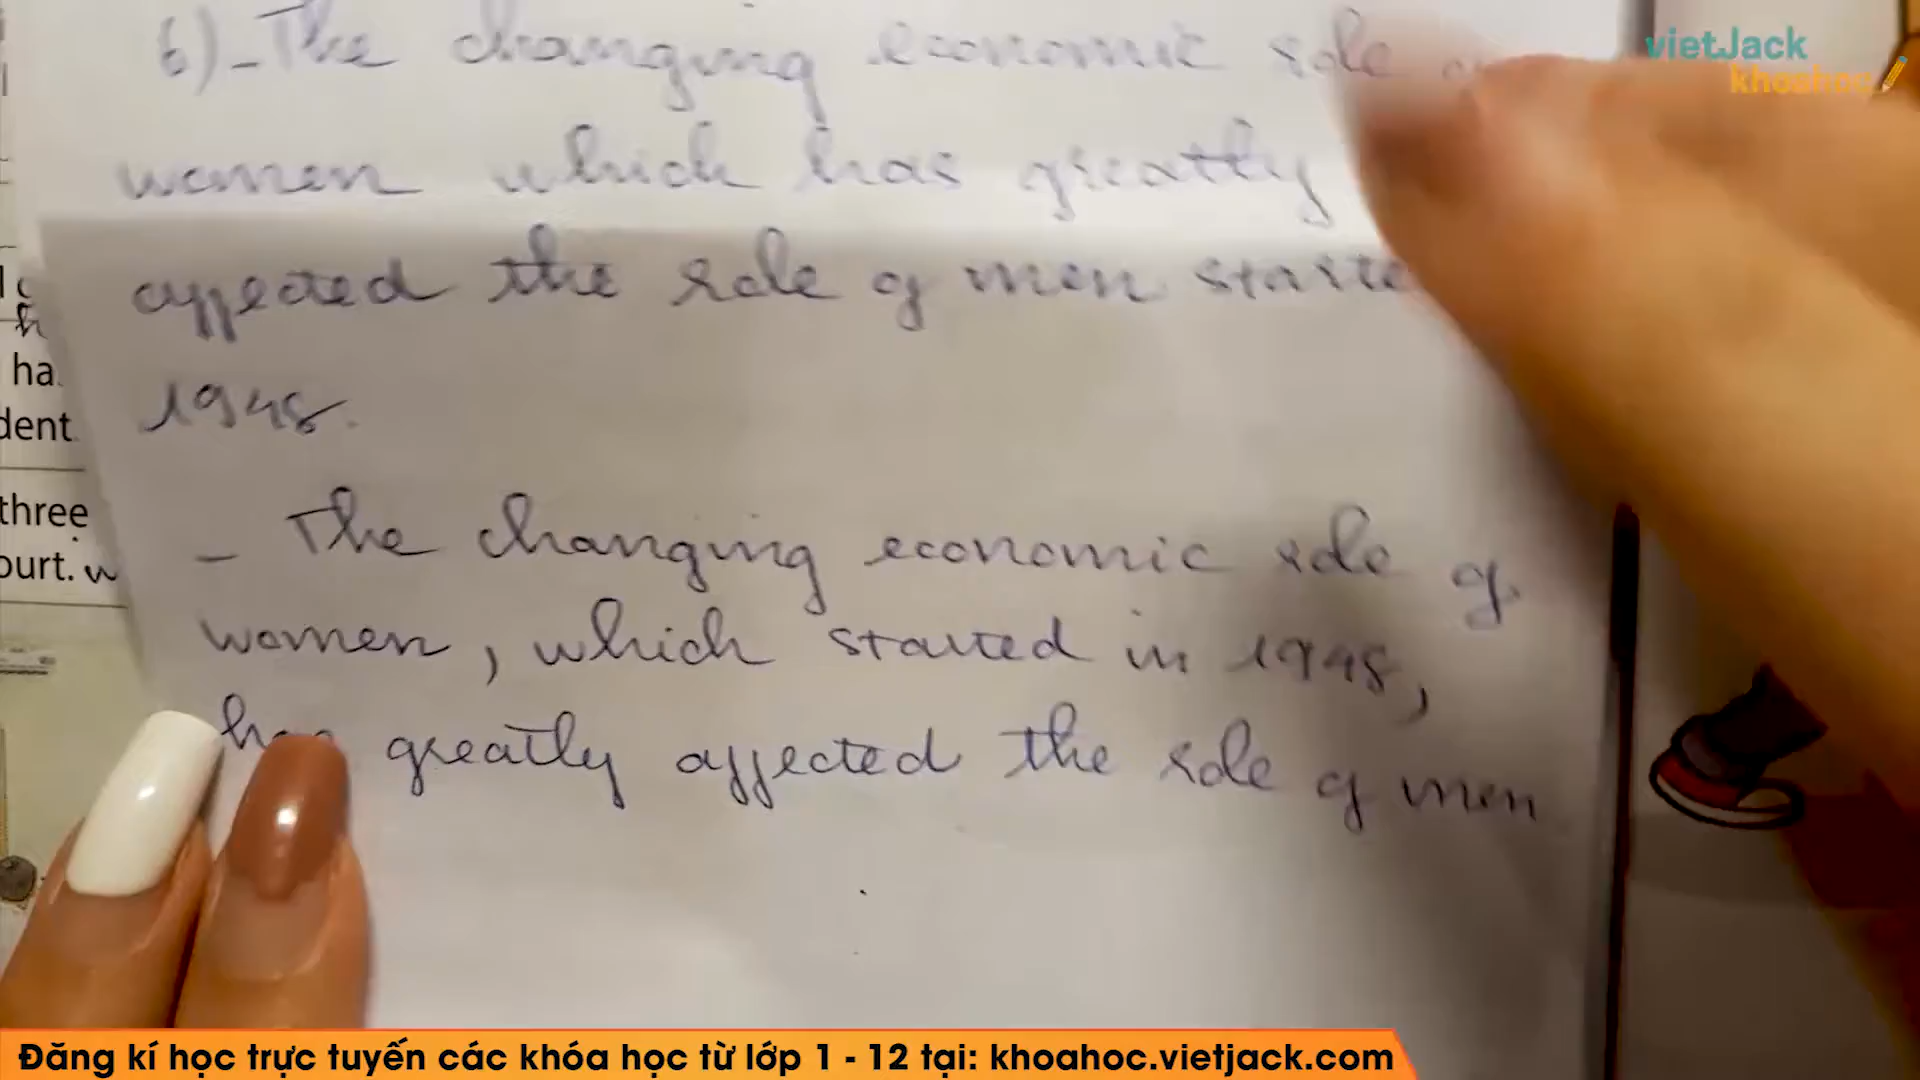 vietJack
khoahoc
6) - The changing economic role
women which has greatly
affected the role of men
1948.
- The changing economic role of
women, which started in 1948,
greatly affected the role of men
ha
dent.
three
ourt.
Đăng kí học trực tuyến các khóa học từ lớp 1 - 12 tại: khoahoc.vietjack.com